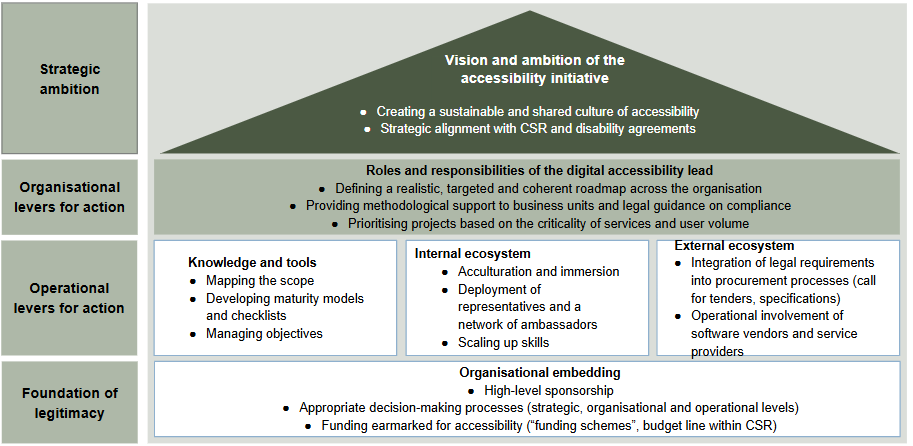 Strategic
ambition
Vision and ambition of the
accessibility initiative
● Creating a sustainable and shared culture of accessibility
● Strategic alignment with CSR and disability agreements
Organisational
levers for action
Roles and responsibilities of the digital accessibility lead
● Defining a realistic, targeted and coherent roadmap across the organisation
● Providing methodological support to business units and legal guidance on compliance
● Prioritising projects based on the criticality of services and user volume
Operational
levers for action
Knowledge and tools
● Mapping the scope
● Developing maturity models
and checklists
● Managing objectives
Internal ecosystem
● Acculturation and immersion
● Deployment of
representatives and a
network of ambassadors
● Scaling up skills
External ecosystem
● Integration of legal requirements
into procurement processes (call
for tenders, specifications)
● Operational involvement of
software vendors and service
providers
Foundation of
legitimacy
Organisational embedding
● High-level sponsorship
● Appropriate decision-making processes (strategic, organisational and operational levels)
● Funding earmarked for accessibility (“funding schemes”, budget line within CSR)